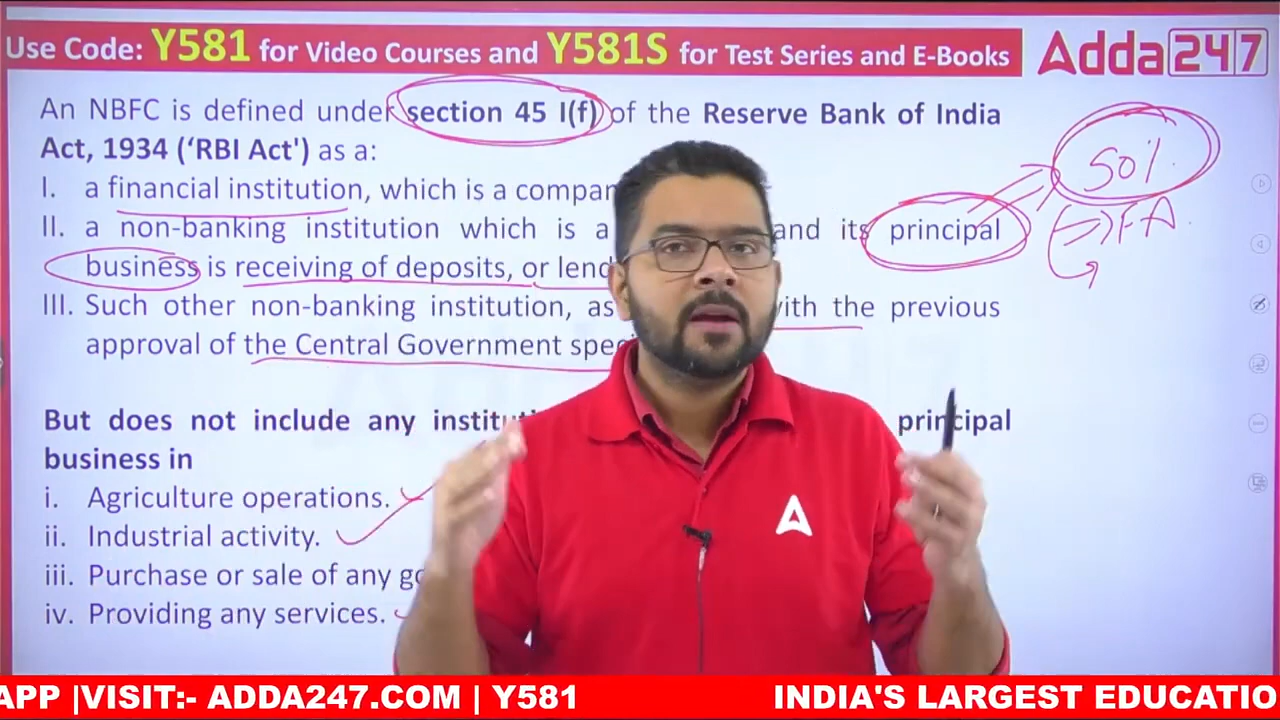 Use Code: Y581 for Video Courses and Y581S for Test Series and E-Books
Adda247
An NBFC is defined under section 45 I(f) of the Reserve Bank of India
Act, 1934 ('RBI Act') as a:
I. a financial institution, which is a
II. a non-banking institution which is a and its principal
business is receiving of deposits, or
III. Such other non-banking institution, as with the previous
approval of the Central Government
50%
FA
But does not include any principal
business in
i. Agriculture operations.
ii. Industrial activity.
iii. Purchase or sale of any
iv. Providing any services.
APP |VISIT:- ADDA247.COM | Y581 INDIA'S LARGEST